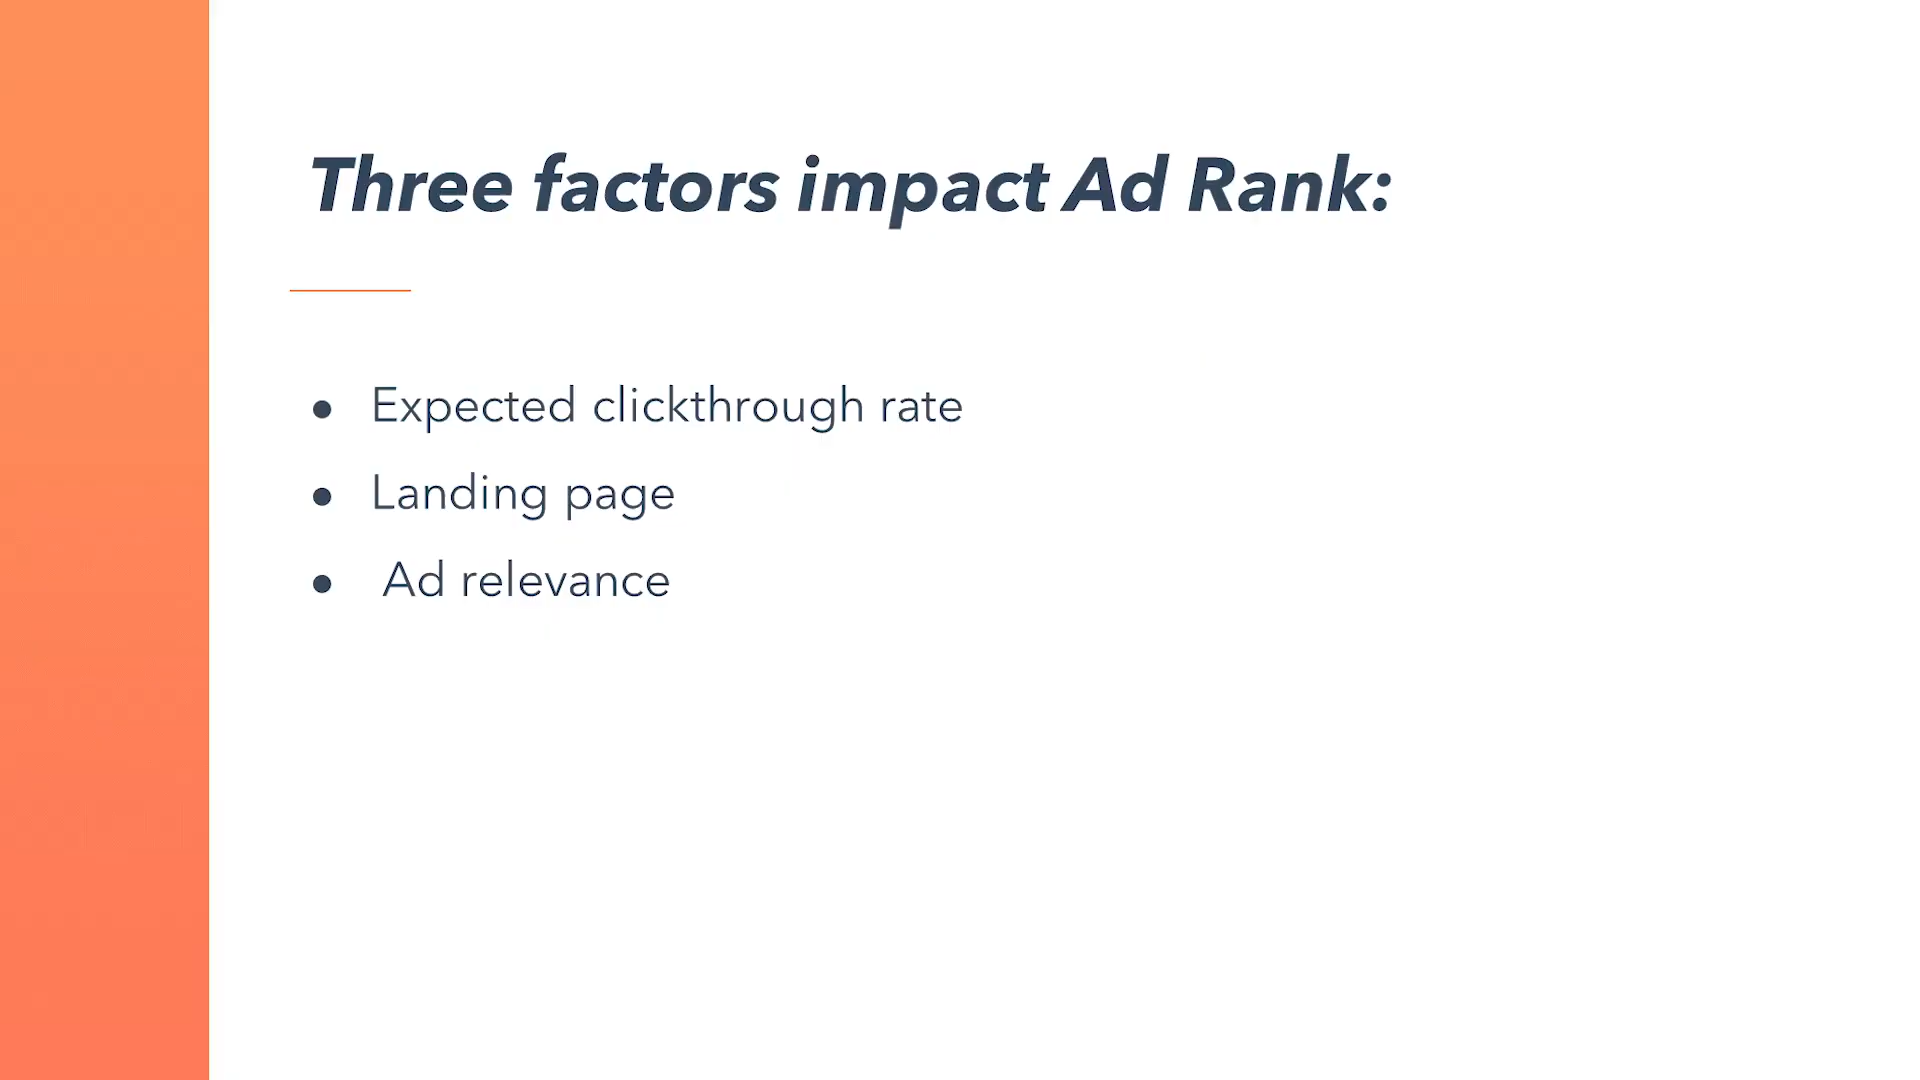 Three factors impact Ad Rank:
● Expected clickthrough rate
● Landing page
● Ad relevance